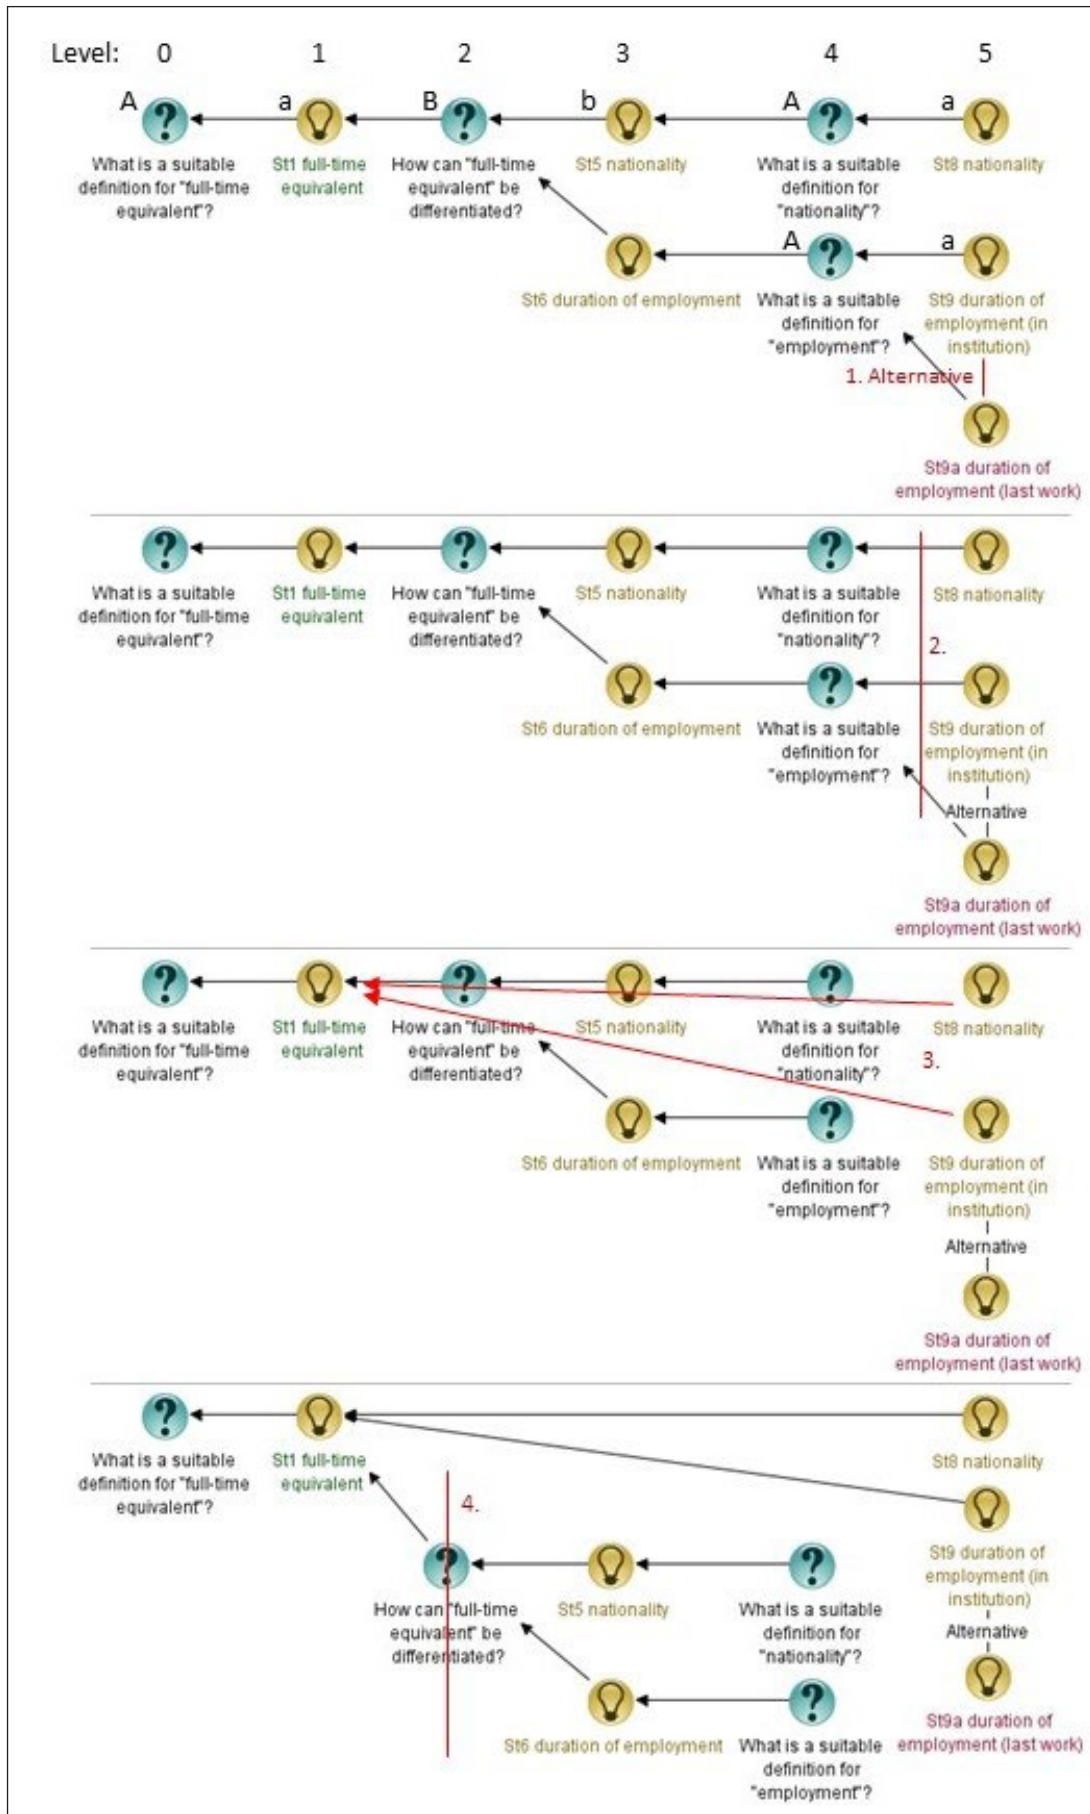 Level: 0 1 2 3 4 5
A a B b A a
What is a suitable definition for "full-time equivalent"?
St1 full-time equivalent
How can "full-time equivalent" be differentiated?
St5 nationality
What is a suitable definition for "nationality"?
St8 nationality
A a
St6 duration of employment
What is a suitable definition for "employment"?
St9 duration of employment (in institution)
1. Alternative
St9a duration of employment (last work)
What is a suitable definition for "full-time equivalent"?
St1 full-time equivalent
How can "full-time equivalent" be differentiated?
St5 nationality
What is a suitable definition for "nationality"?
St8 nationality
2.
St6 duration of employment
What is a suitable definition for "employment"?
St9 duration of employment (in institution)
Alternative
St9a duration of employment (last work)
What is a suitable definition for "full-time equivalent"?
St1 full-time equivalent
How can "full-time equivalent" be differentiated?
St5 nationality
What is a suitable definition for "nationality"?
St8 nationality
3.
St6 duration of employment
What is a suitable definition for "employment"?
St9 duration of employment (in institution)
Alternative
St9a duration of employment (last work)
What is a suitable definition for "full-time equivalent"?
St1 full-time equivalent
St8 nationality
4.
St9 duration of employment (in institution)
How can "full-time equivalent" be differentiated?
St5 nationality
What is a suitable definition for "nationality"?
Alternative
St9a duration of employment (last work)
St6 duration of employment
What is a suitable definition for "employment"?